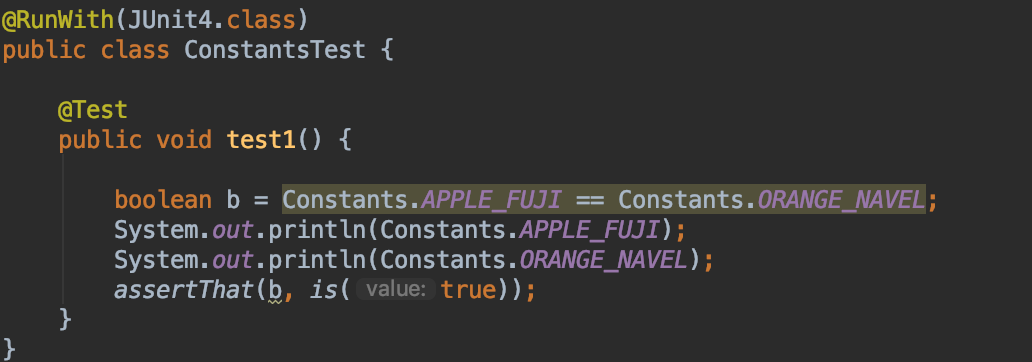 @RunWith(JUnit4.class)
public class ConstantsTest {
@Test
public void test1() {
boolean b = Constants.APPLE_FUJI == Constants.ORANGE_NAVEL;
System.out.println(Constants.APPLE_FUJI);
System.out.println(Constants.ORANGE_NAVEL);
assertThat(b, is( value: true));
}
}